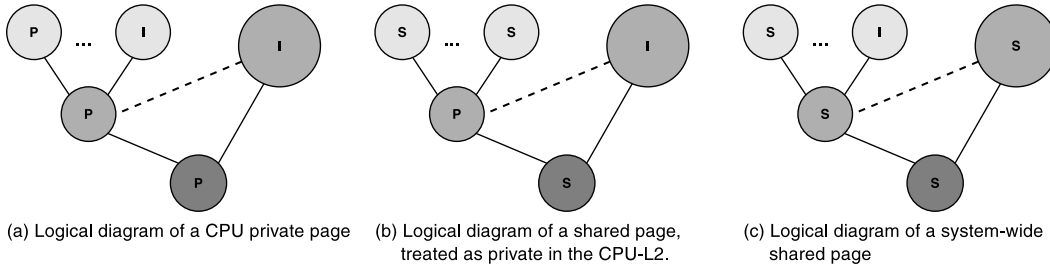 P ... I I
P
P
(a) Logical diagram of a CPU private page
S ... S I
P
S
(b) Logical diagram of a shared page,
treated as private in the CPU-L2.
S ... I S
S
S
(c) Logical diagram of a system-wide
shared page